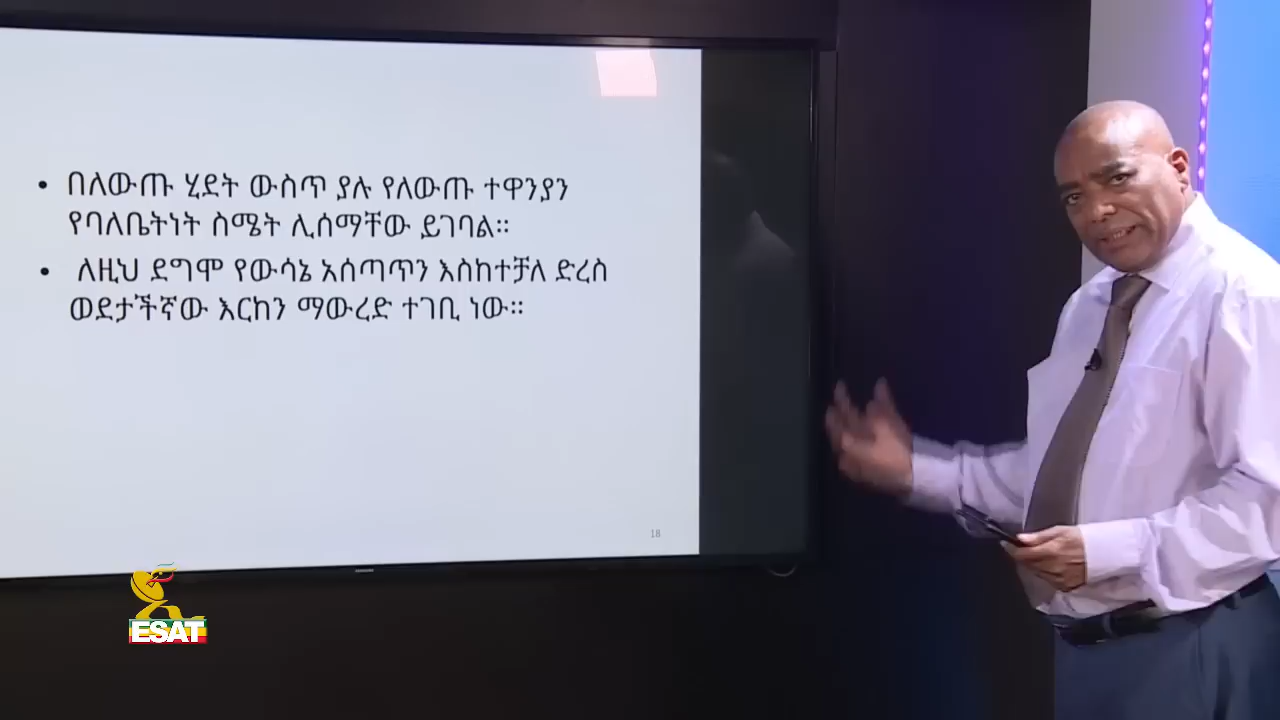 • በለውጡ ሂደት ውስጥ ያሉ የለውጡ ተዋንያን
የባለቤትነት ስሜት ሊሰማቸው ይገባል።
• ለዚህ ደግሞ የውሳኔ አሰጣጥን እስከተቻለ ድረስ
ወደታችኛው እርከን ማውረድ ተገቢ ነው።
18
SAMSUNG
ESAT